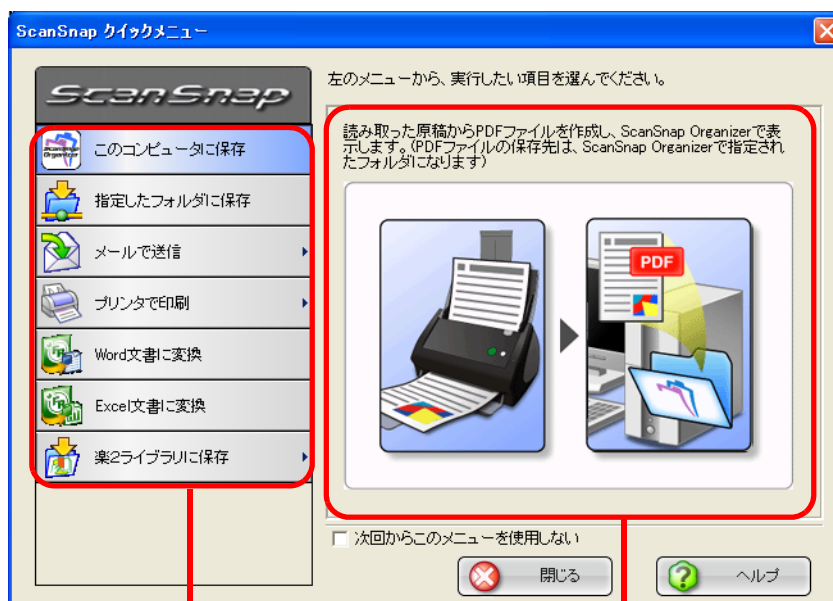 ScanSnap クイックメニュー
ScanSnap
左のメニューから、実行したい項目を選んでください。
このコンピュータに保存
指定したフォルダに保存
メールで送信
プリンタで印刷
Word文書に変換
Excel文書に変換
楽2ライブラリに保存
読み取った原稿からPDFファイルを作成し、ScanSnap Organizerで表
示します。(PDFファイルの保存先は、ScanSnap Organizerで指定され
たフォルダになります)
PDF
次回からこのメニューを使用しない
閉じる
ヘルプ